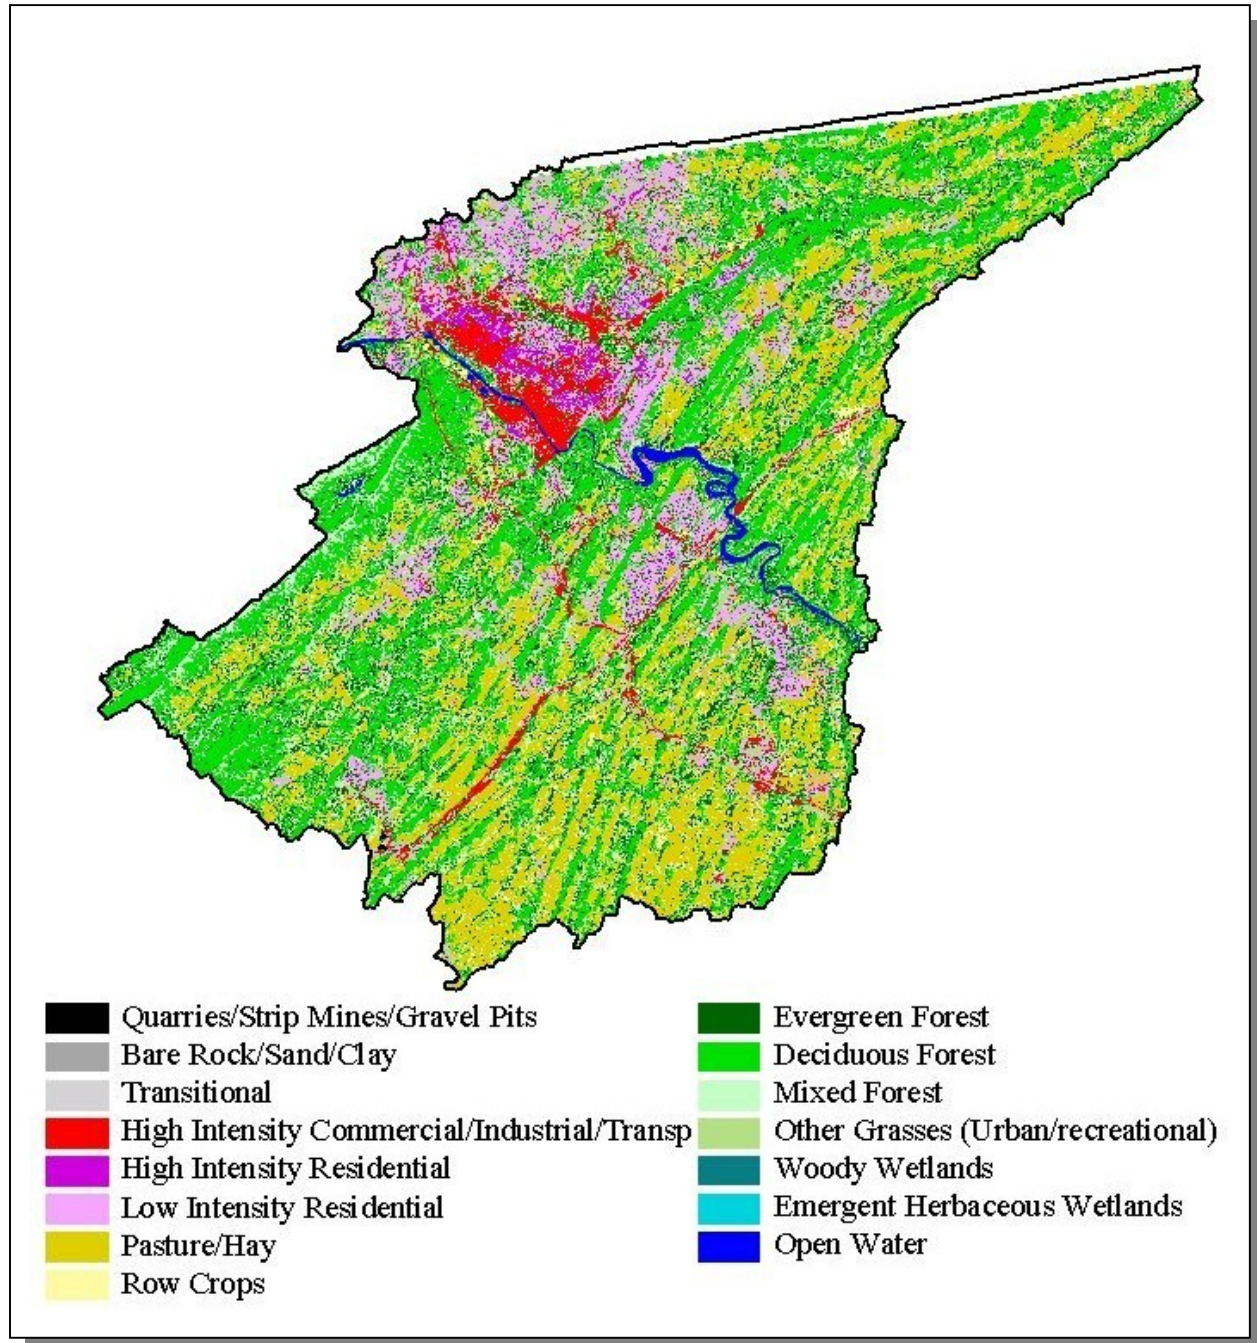 Quarries/Strip Mines/Gravel Pits
Bare Rock/Sand/Clay
Transitional
High Intensity Commercial/Industrial/Transp
High Intensity Residential
Low Intensity Residential
Pasture/Hay
Row Crops
Evergreen Forest
Deciduous Forest
Mixed Forest
Other Grasses (Urban/recreational)
Woody Wetlands
Emergent Herbaceous Wetlands
Open Water